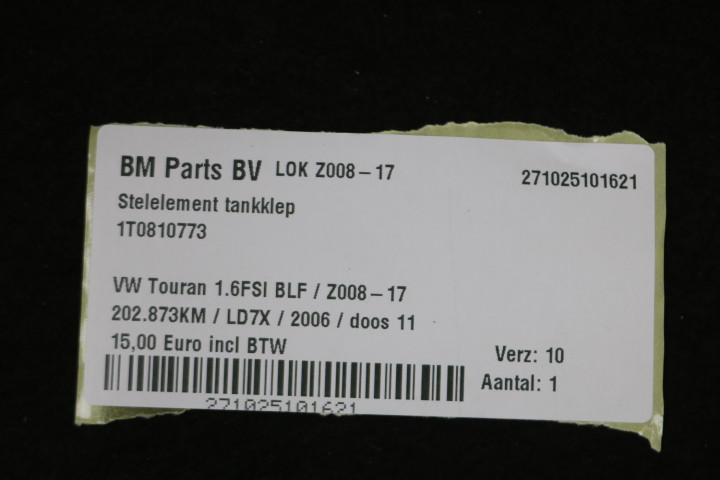 BM Parts BV LOK Z008-17 271025101621
Stelelement tankklep
1T0810773
VW Touran 1.6FSI BLF / Z008-17
202.873KM / LD7X / 2006 / doos 11
15,00 Euro incl BTW
Verz: 10
Aantal: 1
271025101621